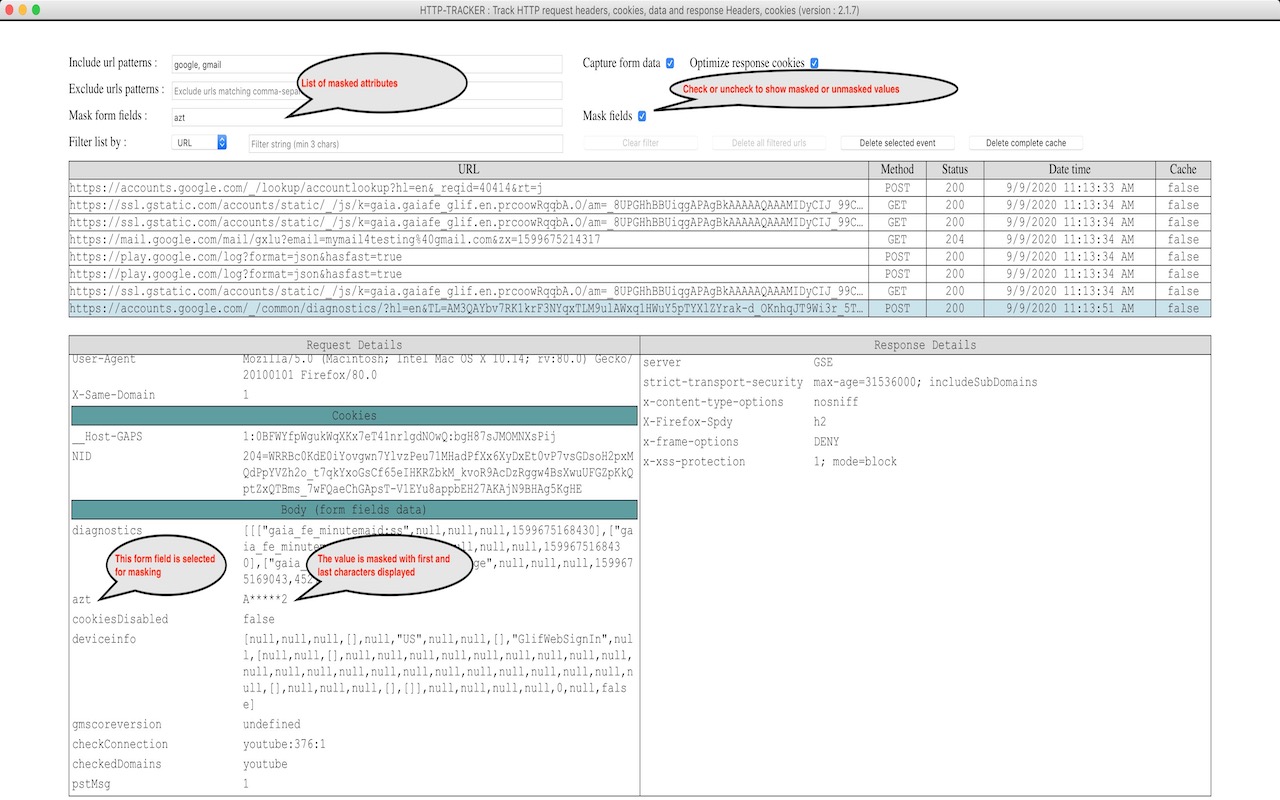 HTTP-TRACKER : Track HTTP request headers, cookies, data and response Headers, cookies (version : 2.1.7)
Include url patterns : google, gmail Capture form data Optimize response cookies
List of masked attributes
Exclude urls patterns : Exclude urls matching comma-sepa
Check or uncheck to show masked or unmasked values
Mask form fields : azt Mask fields
Filter list by : URL Filter string (min 3 chars) Clear filter Delete all filtered urls Delete selected event Delete complete cache
URL Method Status Date time Cache
https://accounts.google.com/_/lookup/accountlookup?hl=en&_reqid=40414&rt=j POST 200 9/9/2020 11:13:33 AM false
https://ssl.gstatic.com/accounts/static/_/js/k=gaia.gaiafe_glif.en.prcoowRqqbA.O/am=_8UPGHhBBUiqgAPAgBkAAAAAQAAAMIDyCIJ_99C... GET 200 9/9/2020 11:13:34 AM false
https://ssl.gstatic.com/accounts/static/_/js/k=gaia.gaiafe_glif.en.prcoowRqqbA.O/am=_8UPGHhBBUiqgAPAgBkAAAAAQAAAMIDyCIJ_99C... GET 200 9/9/2020 11:13:34 AM false
https://mail.google.com/mail/gxlu?email=mymail4testing%40gmail.com&zx=1599675214317 GET 204 9/9/2020 11:13:34 AM false
https://play.google.com/log?format=json&hasfast=true POST 200 9/9/2020 11:13:34 AM false
https://play.google.com/log?format=json&hasfast=true POST 200 9/9/2020 11:13:34 AM false
https://ssl.gstatic.com/accounts/static/_/js/k=gaia.gaiafe_glif.en.prcoowRqqbA.O/am=_8UPGHhBBUiqgAPAgBkAAAAAQAAAMIDyCIJ_99C... GET 200 9/9/2020 11:13:34 AM false
https://accounts.google.com/_/common/diagnostics/?hl=en&TL=AM3QAYbv7RK1krF3NYqxTLM9ulAWxq1HWuY5pTYXlZYrak-d_OKnhqJT9Wi3r_5T... POST 200 9/9/2020 11:13:51 AM false
Request Details
User-Agent Mozilla/5.0 (Macintosh; Intel Mac OS X 10.14; rv:80.0) Gecko/
20100101 Firefox/80.0
X-Same-Domain 1
Cookies
__Host-GAPS 1:OBFWYfpWgukWqXKx7eT41nrlgdNOwQ:bgH87sJMOMNXsPij
NID 204=WRRBc0KdE0iYovgwn7YlvzPeu71MHadPfXx6XyDxEt0vP7vsGDsoH2pxM
QdPpYVZh2o_t7qkYxoGsCf65eIHKRZbkM_kvoR9AcDzRggw4BsXwuUFGZpKkQ
ptZxQTBms_7wFQaeChGApsT-V1EYu8appbEH27AKAjN9BHAg5KgHE
Body (form fields data)
diagnostics [[["gaia_fe_minutemaid:ss",null,null,null,1599675168430],["ga
ia_fe_minutem ull,null,null,159967516843
0],["gaia_ ge",null,null,null,159967
5169043,452
This form field is selected
for masking
The value is masked with first and
last characters displayed
azt A*****2
cookiesDisabled false
deviceinfo [null,null,null,[],null,"US",null,null,[],"GlifWebSignIn",nul
l,[null,null,[],null,null,null,null,null,null,null,null,null,
null,null,null,null,null,null,null,null,null,null,null,null,n
ull,[],null,null,null,[],[]],null,null,null,null,0,null,fals
e]
gmscoreversion undefined
checkConnection youtube:376:1
checkedDomains youtube
pstMsg 1
Response Details
server GSE
strict-transport-security max-age=31536000; includeSubDomains
x-content-type-options nosniff
X-Firefox-Spdy h2
x-frame-options DENY
x-xss-protection 1; mode=block